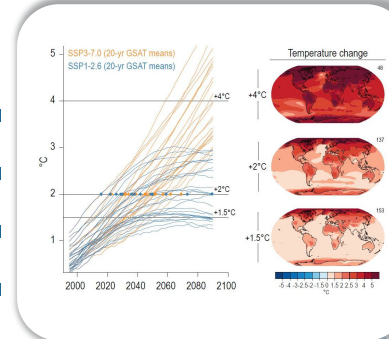 SSP3-7.0 (20-yr GSAT means)
SSP1-2.6 (20-yr GSAT means)
°C
5
4
3
2
1
+4°C
+2°C
+1.5°C
2000 2020 2040 2060 2080 2100
Temperature change
48
+4°C
137
+2°C
153
+1.5°C
-5 -4 -3 -2.5 -2 -1.5 0 1.5 2 2.5 3 4 5
°C